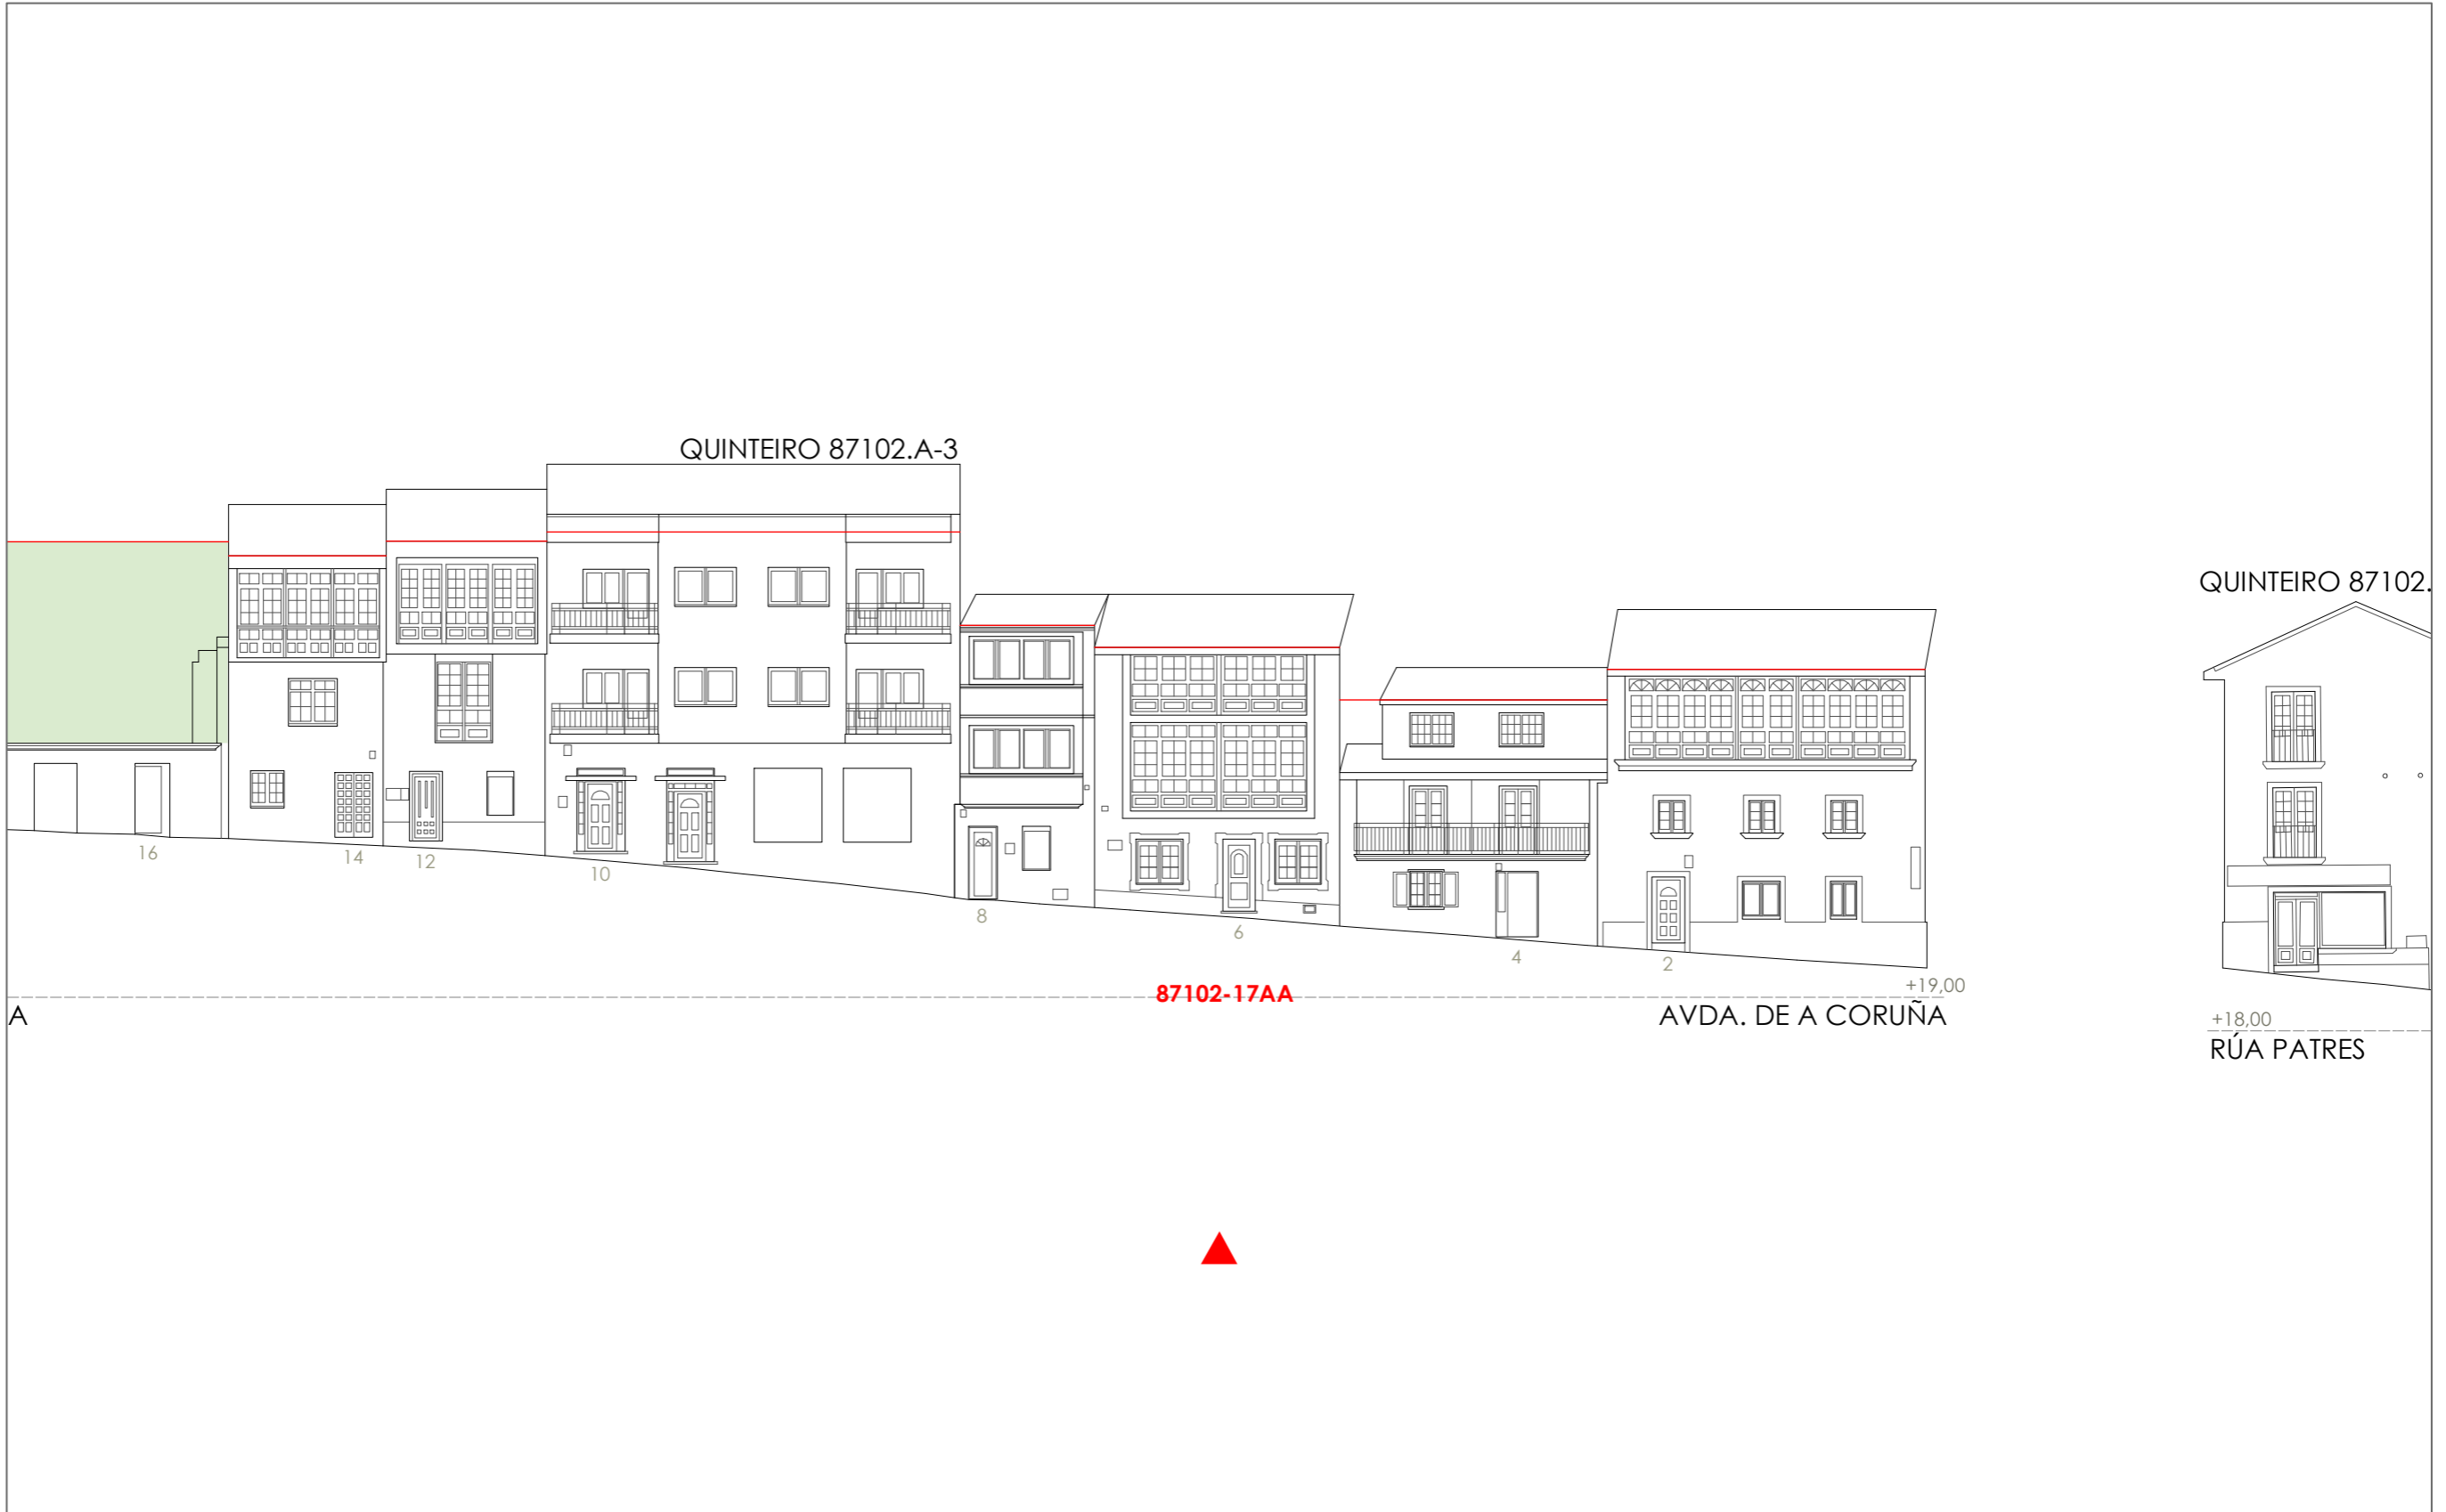 QUINTEIRO 87102.A-3
QUINTEIRO 87102.
16
14
12
10
8
6
4
2
87102-17AA
+19,00
A
AVDA. DE A CORUÑA
+18,00
RÚA PATRES